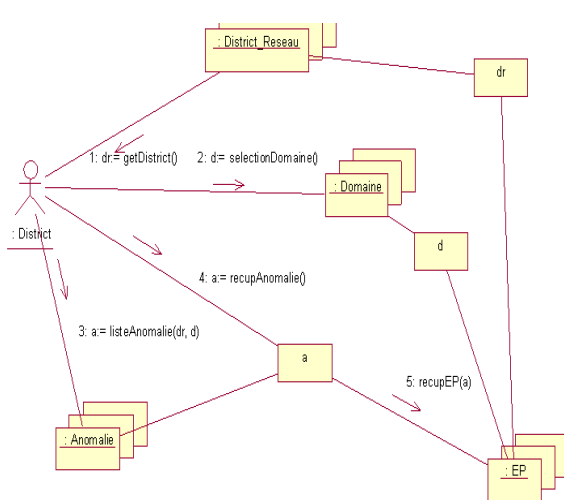 : District_Reseau
dr
1: dr:= getDistrict()
2: d:= selectionDomaine()
: Domaine
: District
d
4: a:= recupAnomalie()
3: a:= listeAnomalie(dr, d)
a
5: recupEP(a)
: Anomalie
: EP